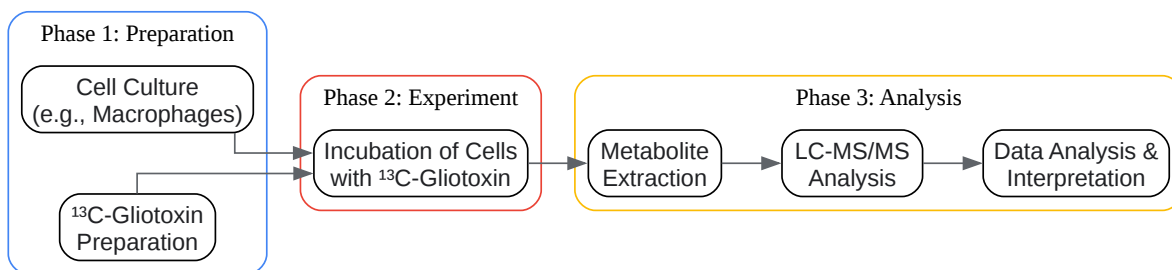 Phase 1: Preparation
Cell Culture
(e.g., Macrophages)
¹³C-Gliotoxin
Preparation
Phase 2: Experiment
Incubation of Cells
with ¹³C-Gliotoxin
Phase 3: Analysis
Metabolite
Extraction
LC-MS/MS
Analysis
Data Analysis &
Interpretation